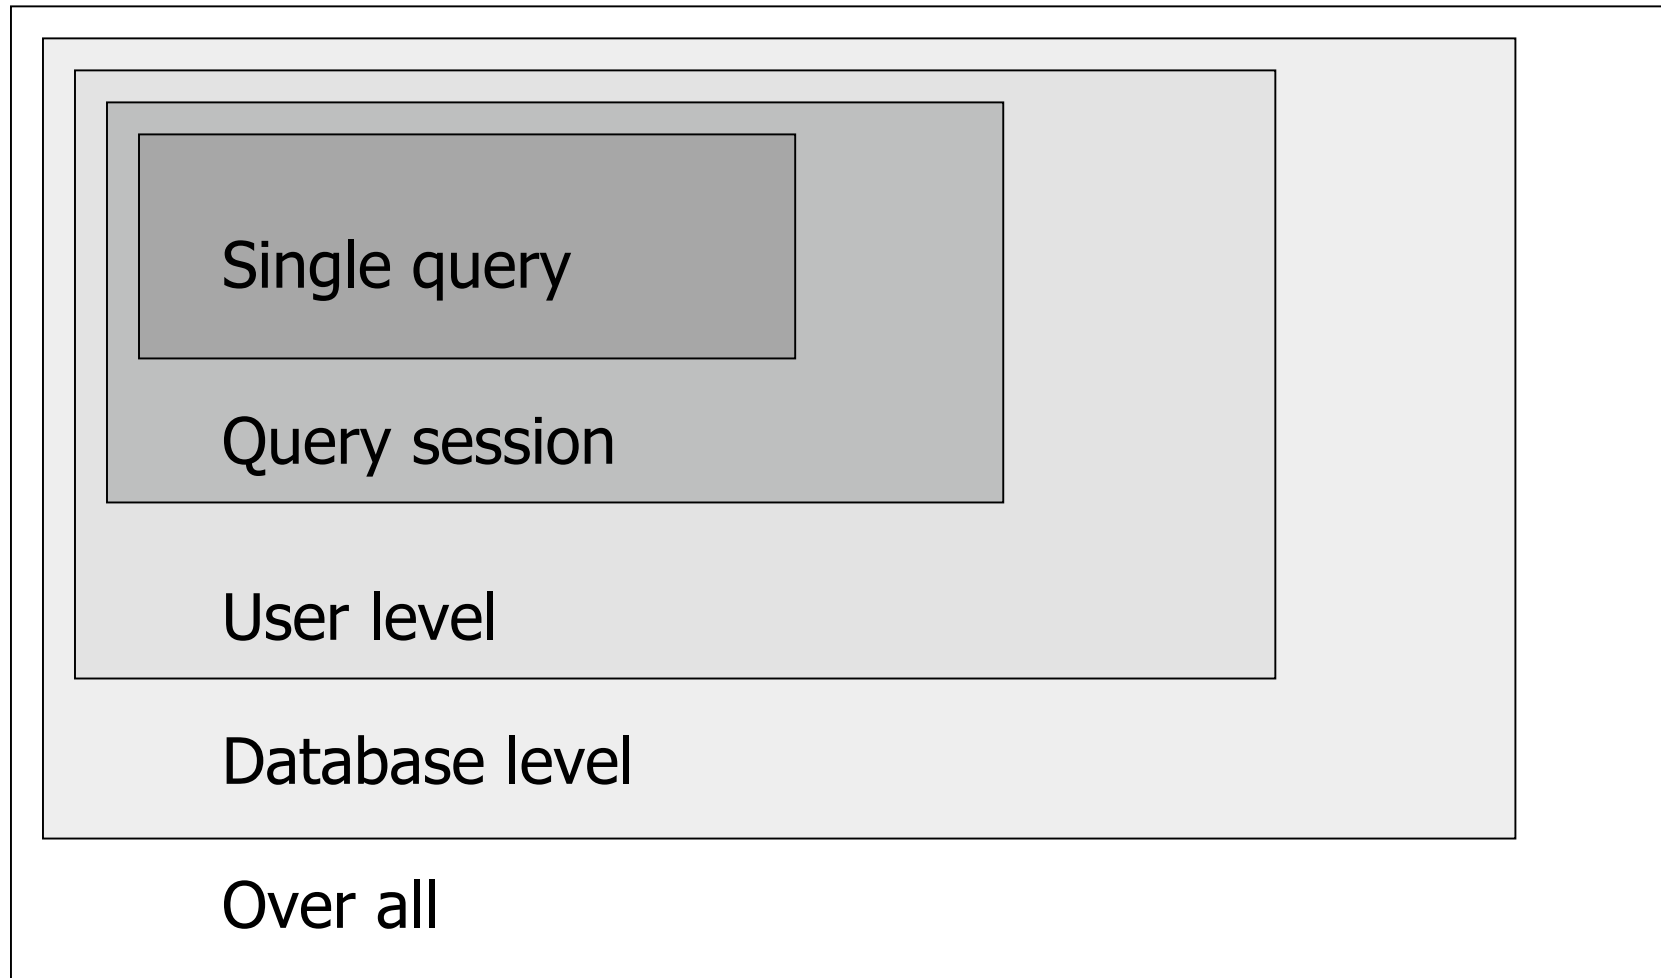 Single query
Query session
User level
Database level
Over all